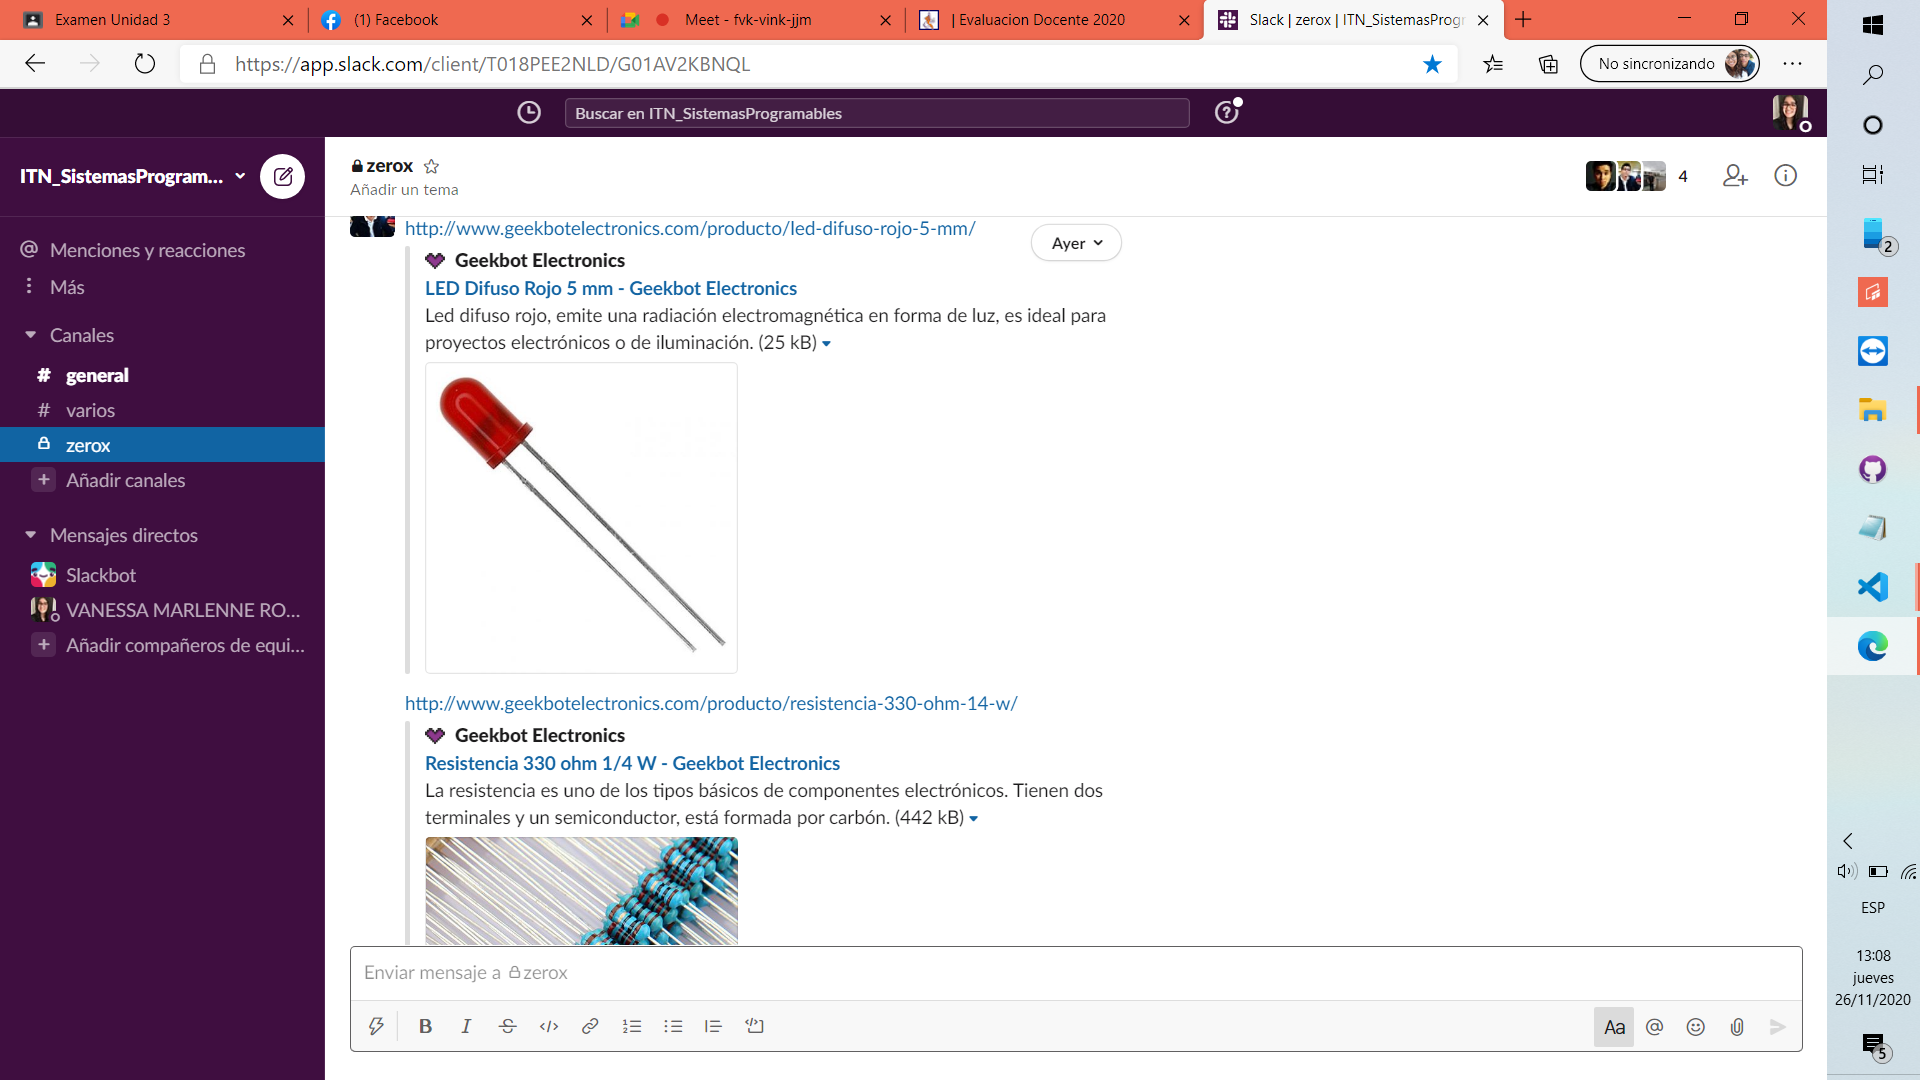 Examen Unidad 3
(1) Facebook
Meet - fvk-vink-jjm
| Evaluacion Docente 2020
Slack | zerox | ITN_SistemasProgr
https://app.slack.com/client/T018PEE2NLD/G01AV2KBNQL
No sincronizando
Buscar en ITN_SistemasProgramables
ITN_SistemasProgram...
Menciones y reacciones
Más
Canales
# general
# varios
zerox
+ Añadir canales
Mensajes directos
Slackbot
VANESSA MARLENNE RO...
+ Añadir compañeros de equi...
zerox
Añadir un tema
4
Ayer
http://www.geekbotelectronics.com/producto/led-difuso-rojo-5-mm/
Geekbot Electronics
LED Difuso Rojo 5 mm - Geekbot Electronics
Led difuso rojo, emite una radiación electromagnética en forma de luz, es ideal para
proyectos electrónicos o de iluminación. (25 kB)
http://www.geekbotelectronics.com/producto/resistencia-330-ohm-14-w/
Geekbot Electronics
Resistencia 330 ohm 1/4 W - Geekbot Electronics
La resistencia es uno de los tipos básicos de componentes electrónicos. Tienen dos
terminales y un semiconductor, está formada por carbón. (442 kB)
Enviar mensaje a zerox
B I S </>
Aa @
2
ESP
13:08
jueves
26/11/2020
5